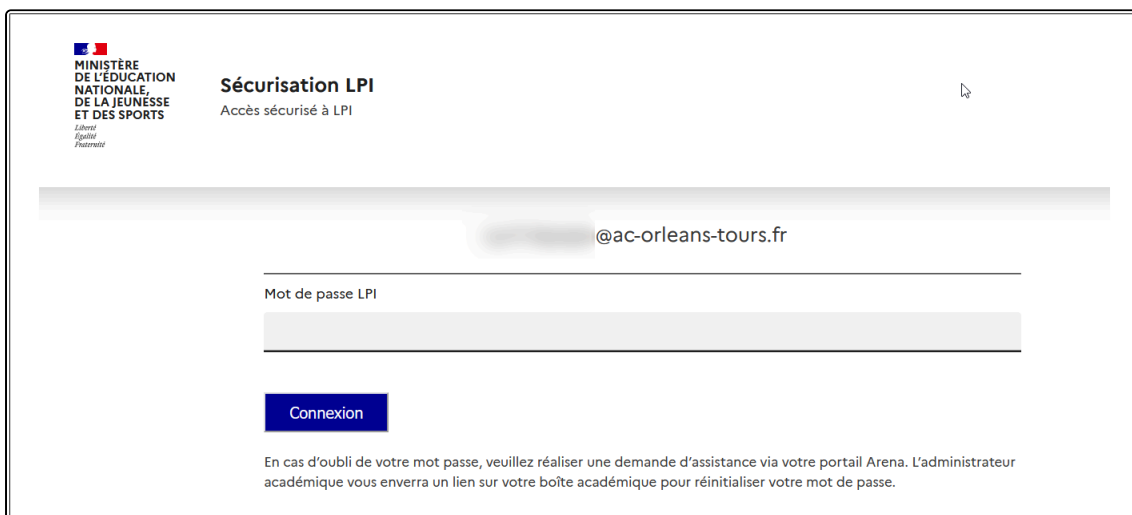 MINISTÈRE
DE L'ÉDUCATION
NATIONALE,
DE LA JEUNESSE
ET DES SPORTS
Liberté
Égalité
Fraternité
Sécurisation LPI
Accès sécurisé à LPI
@ac-orleans-tours.fr
Mot de passe LPI
Connexion
En cas d'oubli de votre mot passe, veuillez réaliser une demande d'assistance via votre portail Arena. L'administrateur
académique vous enverra un lien sur votre boîte académique pour réinitialiser votre mot de passe.